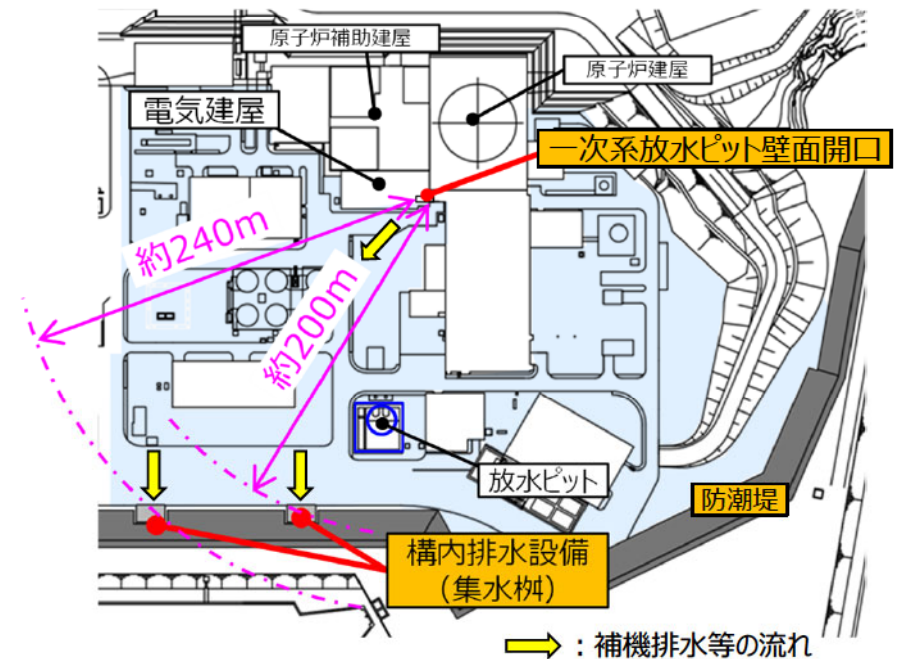 原子炉補助建屋
原子炉建屋
電気建屋
一次系放水ピット壁面開口
約240m
約200m
放水ピット
防潮堤
構内排水設備
(集水桝)
：補機排水等の流れ